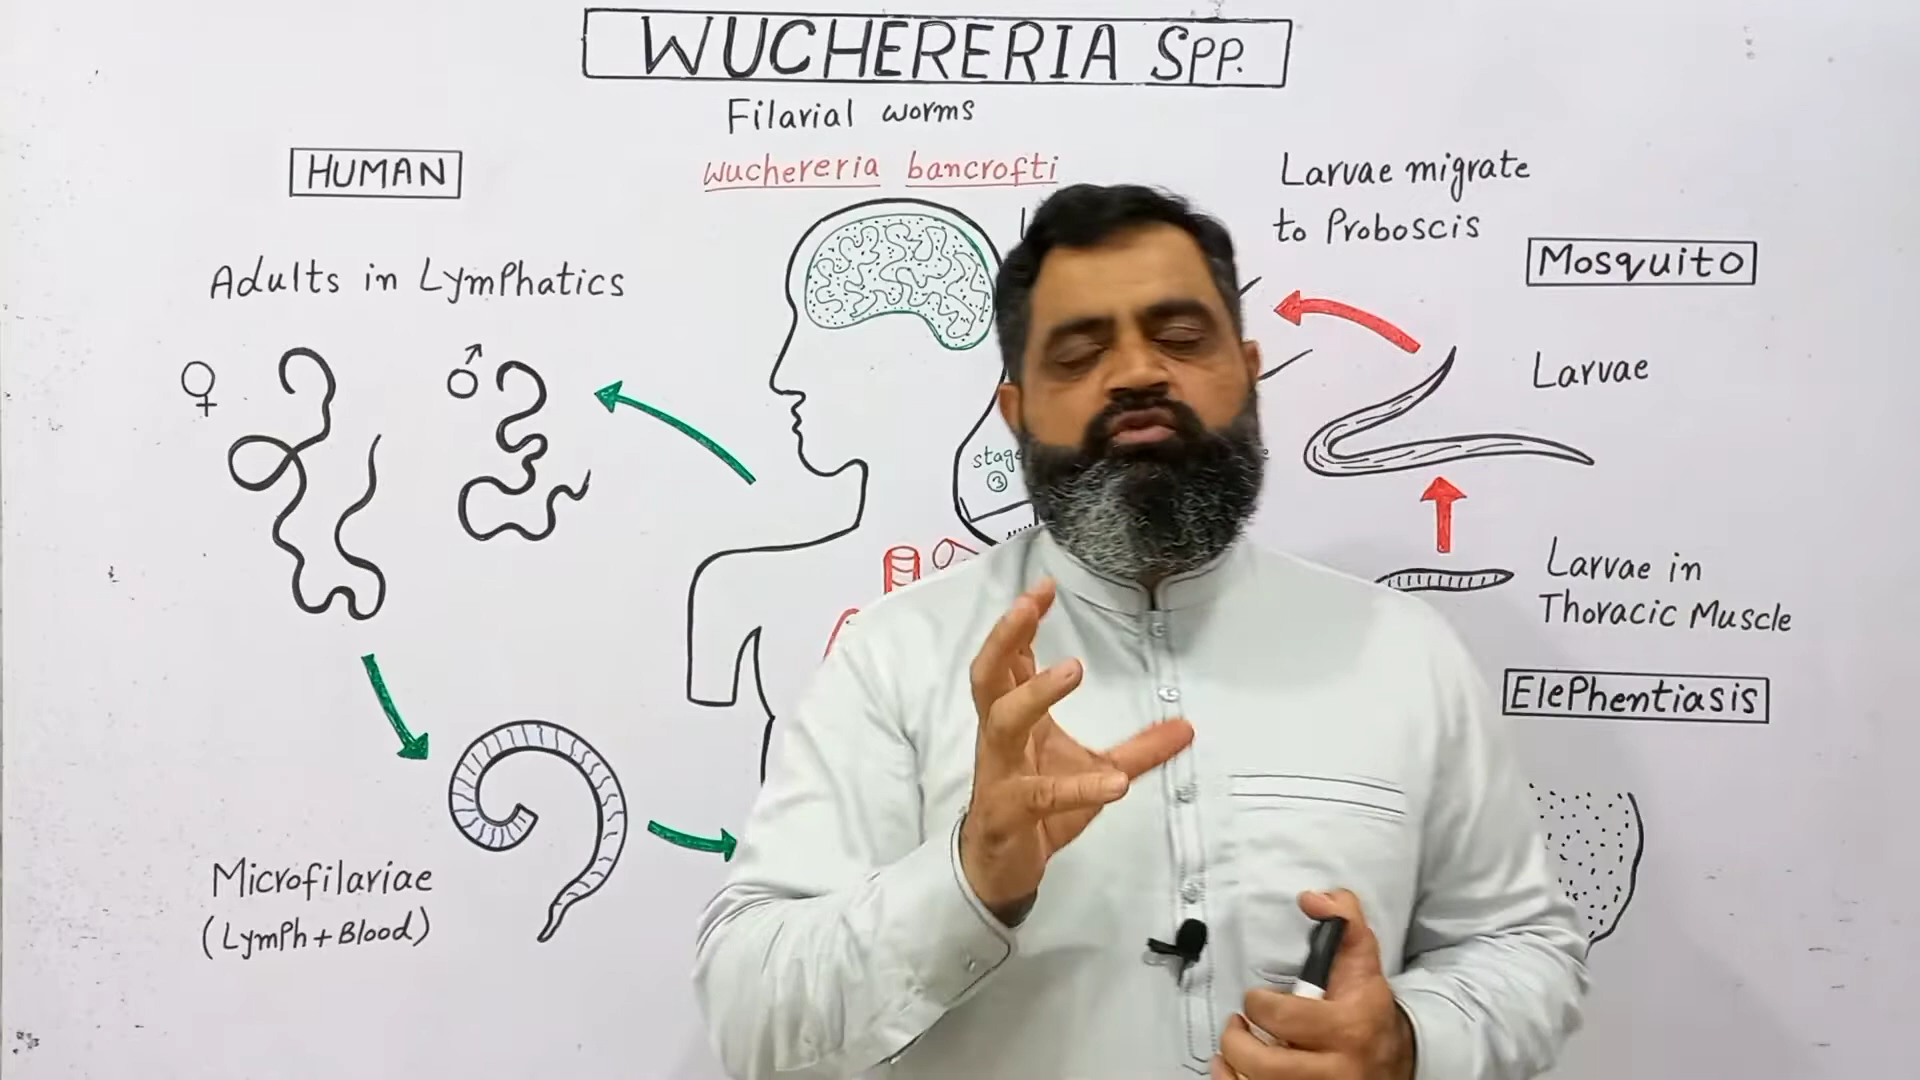 WUCHERERIA SPP.
Filarial worms
Wuchereria bancrofti
HUMAN
Adults in Lymphatics
♀
♂
Microfilariae
(Lymph + Blood)
stage
③
Larvae migrate
to Proboscis
Mosquito
Larvae
Larvae in
Thoracic Muscle
Elephentiasis